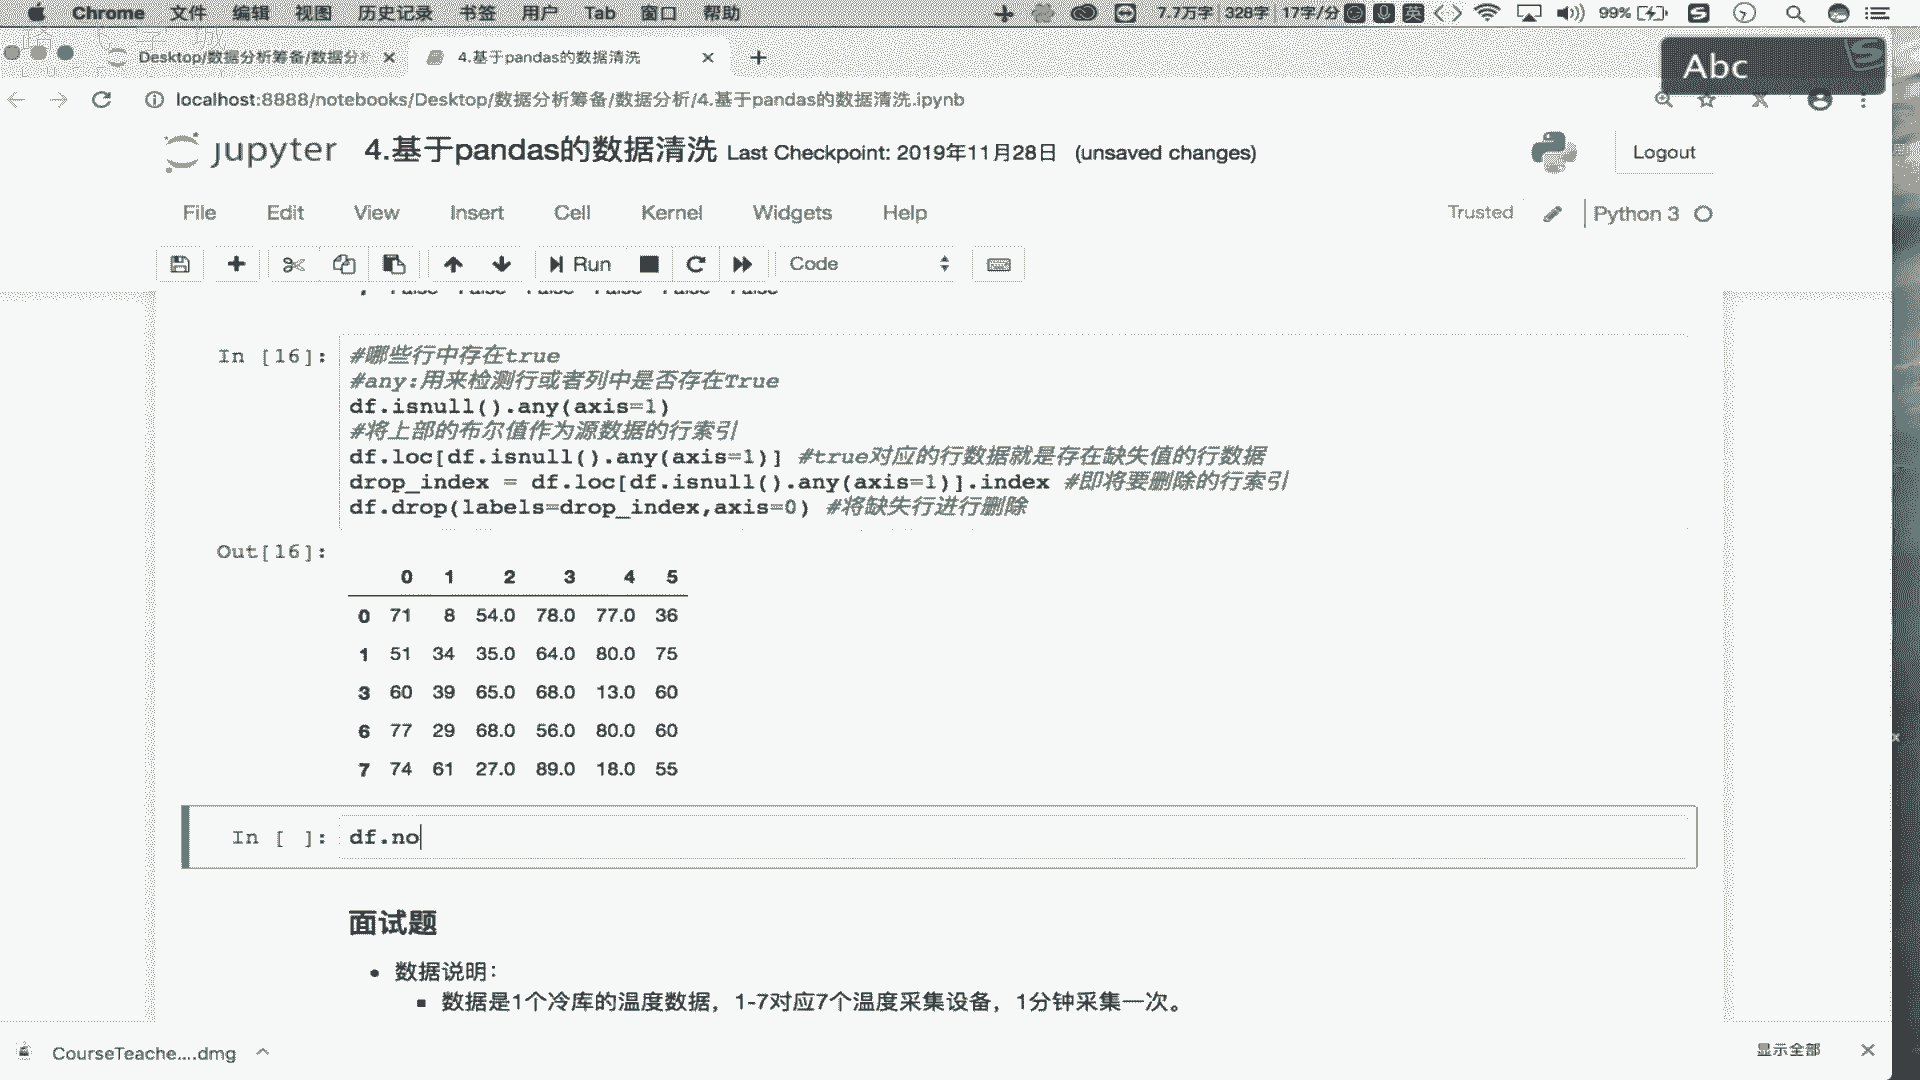 Chrome 文件 编辑 视图 历史记录 书签 用户 Tab 窗口 帮助 7.7万字 328字 17字/分 英 99%
Desktop/数据分析筹备/数据分析 4.基于pandas的数据清洗
Abc
localhost:8888/notebooks/Desktop/数据分析筹备/数据分析/4.基于pandas的数据清洗.ipynb
jupyter 4.基于pandas的数据清洗 Last Checkpoint: 2019年11月28日 (unsaved changes) Logout
File Edit View Insert Cell Kernel Widgets Help Trusted Python 3
Run Code
False False False False False False
In [16]: #哪些行中存在true
#any:用来检测行或者列中是否存在True
df.isnull().any(axis=1)
#将上部的布尔值作为源数据的行索引
df.loc[df.isnull().any(axis=1)] #true对应的行数据就是存在缺失值的行数据
drop_index = df.loc[df.isnull().any(axis=1)].index #即将要删除的行索引
df.drop(labels=drop_index,axis=0) #将缺失行进行删除
Out[16]:
0 1 2 3 4 5
0 71 8 54.0 78.0 77.0 36
1 51 34 35.0 64.0 80.0 75
3 60 39 65.0 68.0 13.0 60
6 77 29 68.0 56.0 80.0 60
7 74 61 27.0 89.0 18.0 55
In [ ]: df.no
面试题
数据说明：
数据是1个冷库的温度数据，1-7对应7个温度采集设备，1分钟采集一次。
CourseTeache....dmg 显示全部